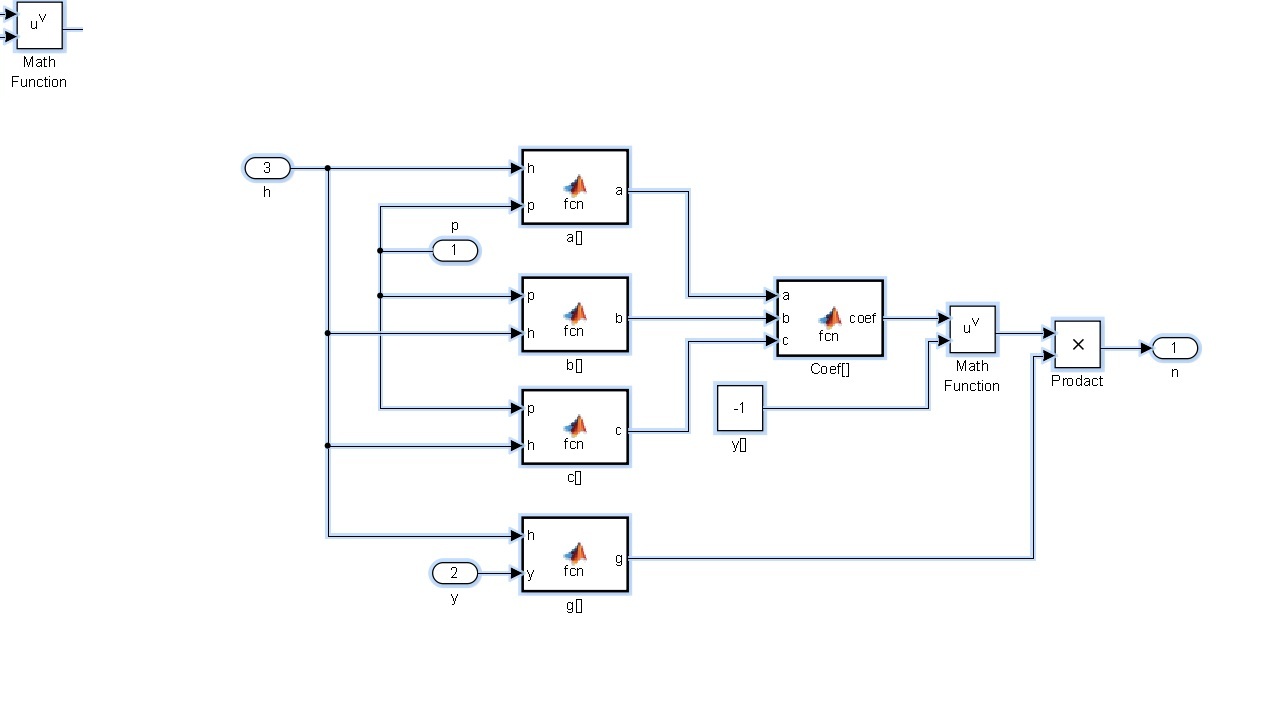 u^v
Math
Function
3
h
h
p
a
fcn
a[]
p
1
p
h
b
fcn
b[]
a
b
c
coef
fcn
Coef[]
u^v
Math
Function
×
Prodact
1
n
p
h
c
fcn
c[]
-1
y[]
h
y
g
fcn
g[]
2
y